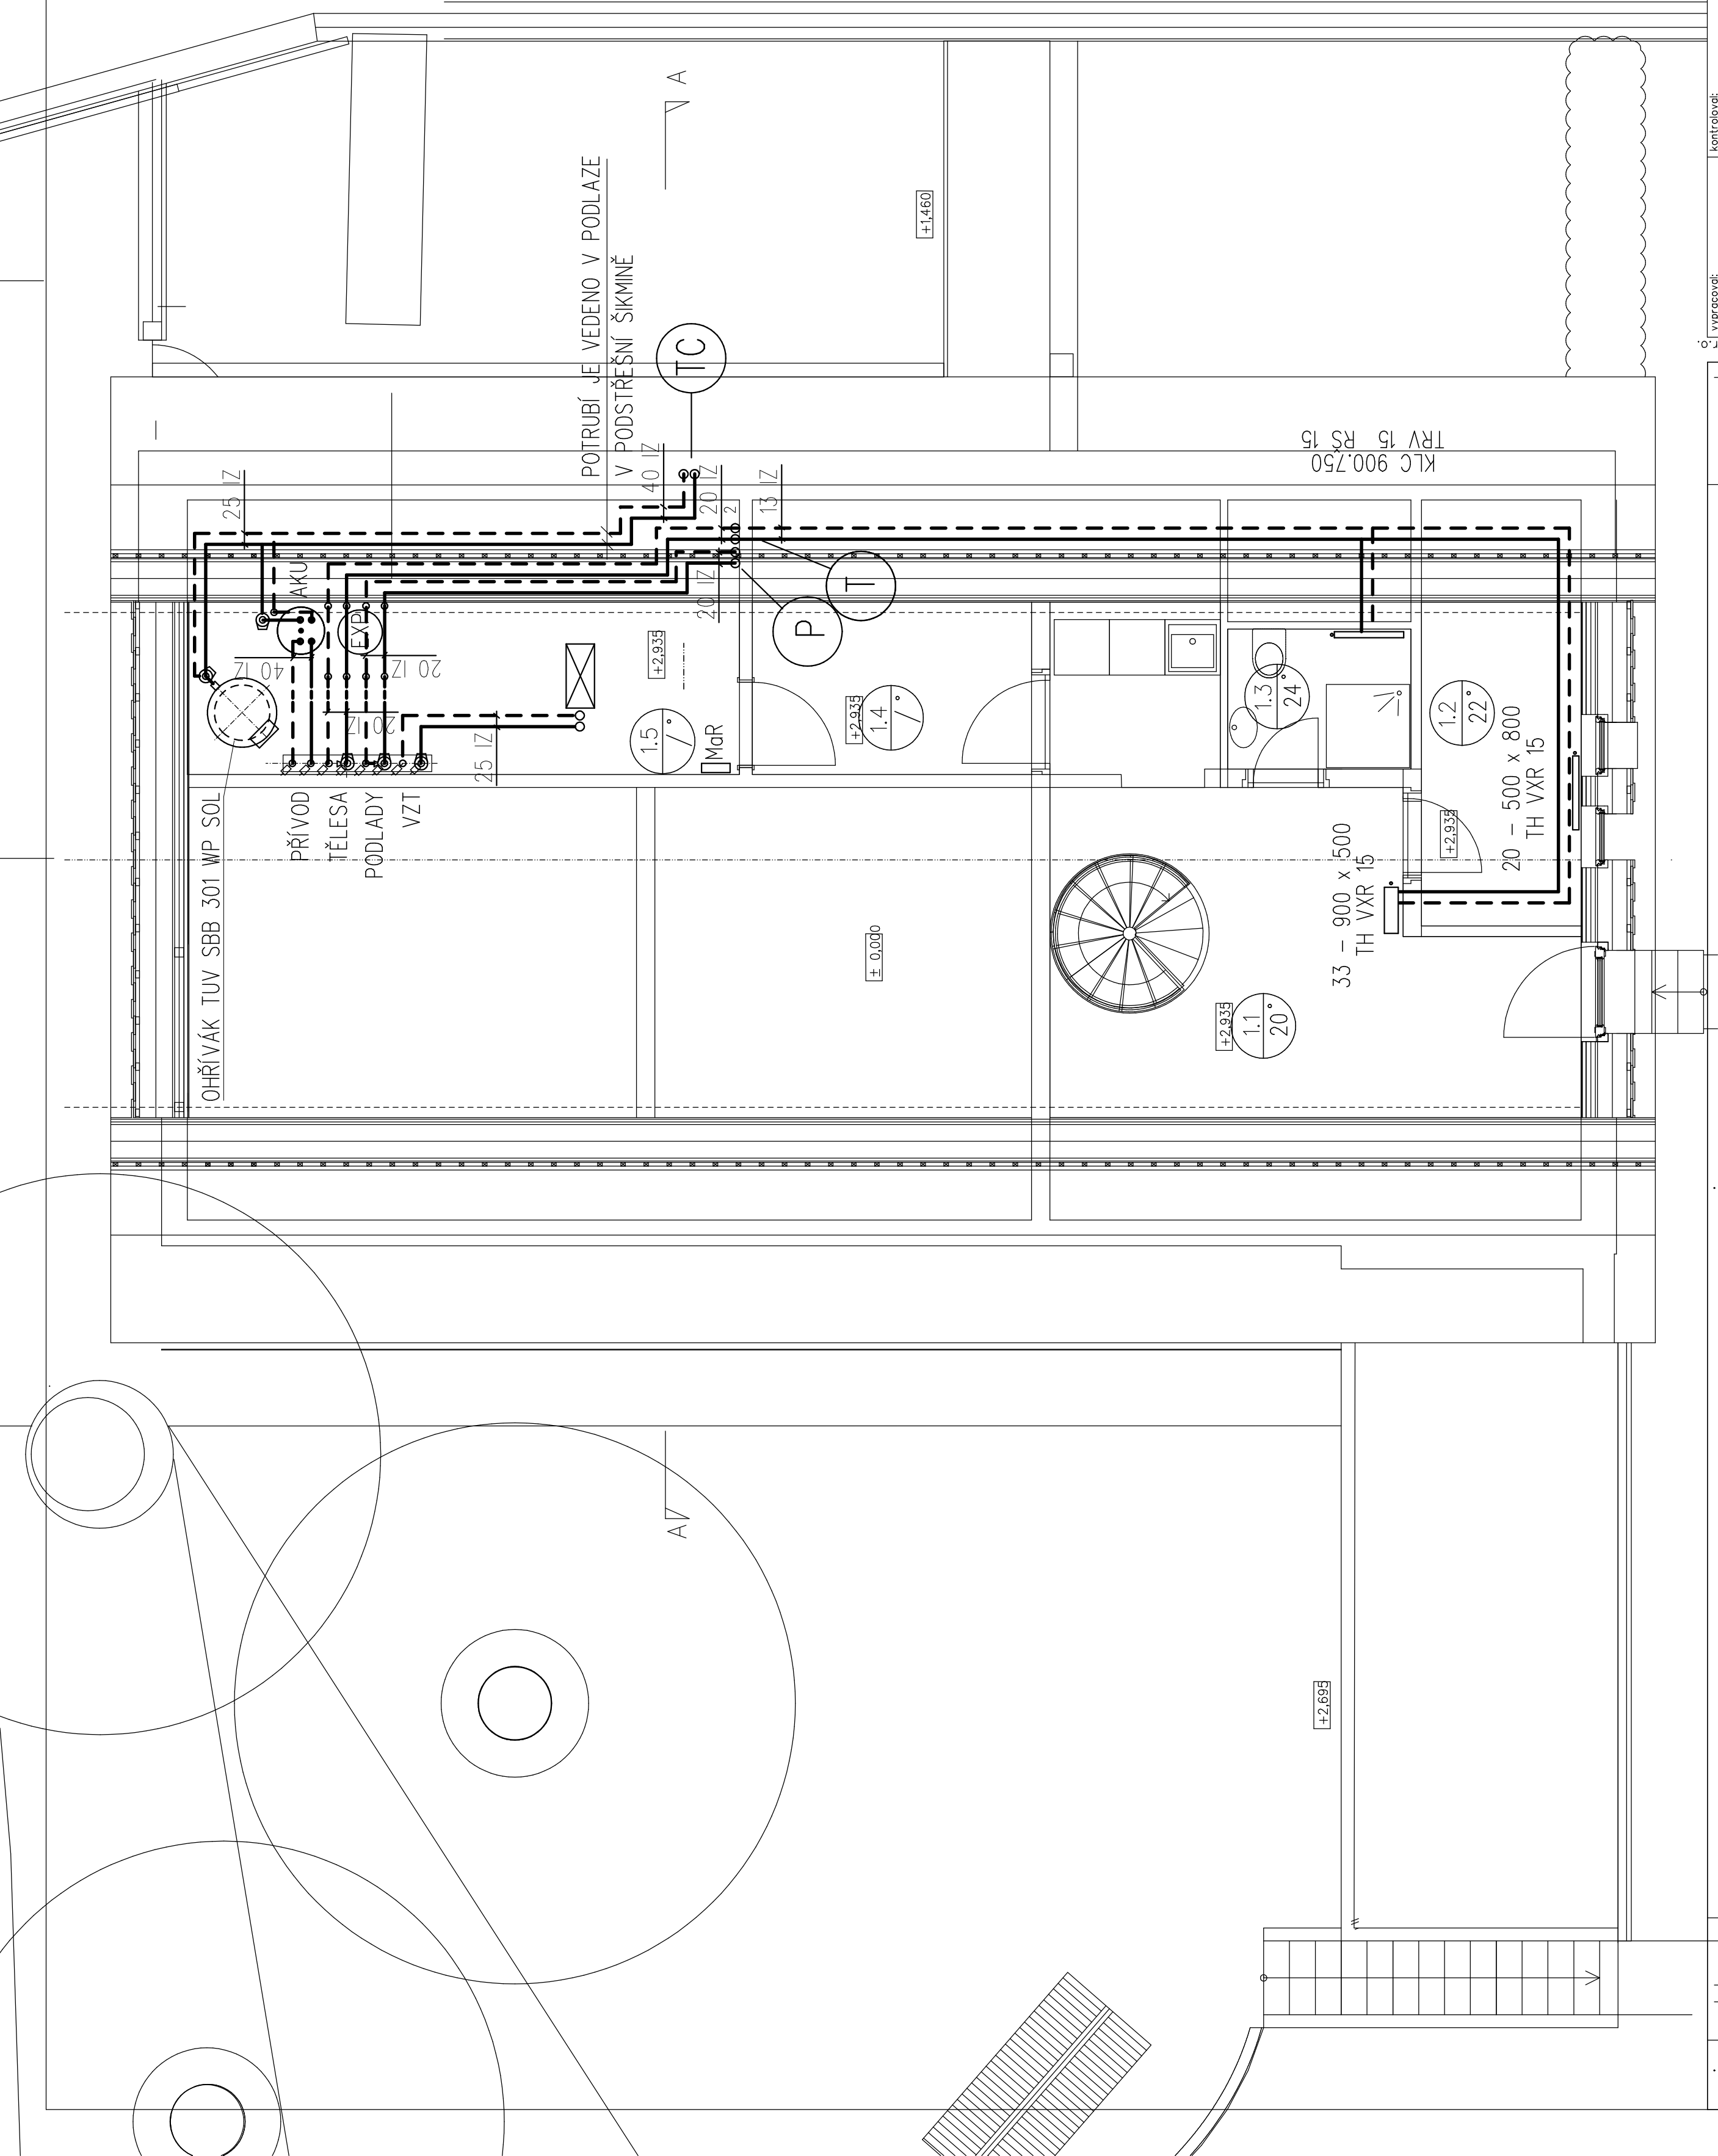 kontroloval:
vypracoval:
A
POTRUBÍ JE VEDENO V PODLAZE
V PODSTŘEŠNÍ ŠIKMINĚ
+1,460
TC
KLC 900.750
TRV 15 RŠ 15
25 IZ
40 IZ
20 IZ
2
13 IZ
AKU
EXP
40 IZ
20 IZ
20 IZ
20 IZ
25 IZ
T
P
+2,935
1.5
/°
MaR
+2,935
1.4
/°
1.3
24°
1.2
22°
+2,935
20 - 500 x 800
TH VXR 15
33 - 900 x 500
TH VXR 15
OHŘÍVÁK TUV SBB 301 WP SOL
PŘÍVOD
TĚLESA
PODLADY
VZT
± 0,000
+2,935
1.1
20°
A
+2,695